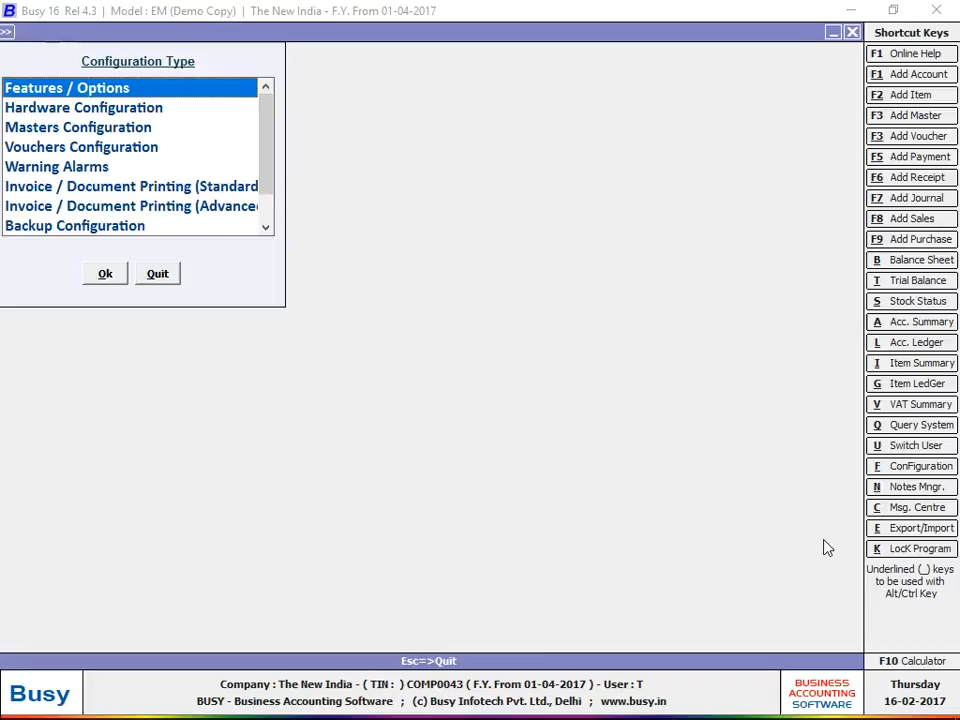 B Busy 16 Rel 4.3 | Model : EM (Demo Copy) | The New India - F.Y. From 01-04-2017
>>
Shortcut Keys
Configuration Type
Features / Options
Hardware Configuration
Masters Configuration
Vouchers Configuration
Warning Alarms
Invoice / Document Printing (Standard
Invoice / Document Printing (Advance
Backup Configuration
Ok Quit
F1 Online Help
F1 Add Account
F2 Add Item
F3 Add Master
F3 Add Voucher
F5 Add Payment
F6 Add Receipt
F7 Add Journal
F8 Add Sales
F9 Add Purchase
B Balance Sheet
T Trial Balance
S Stock Status
A Acc. Summary
L Acc. Ledger
I Item Summary
G Item LedGer
V VAT Summary
Q Query System
U Switch User
F ConFiguration
N Notes Mngr.
C Msg. Centre
E Export/Import
K LocK Program
Underlined (_) keys
to be used with
Alt/Ctrl Key
Esc=>Quit
F10 Calculator
Busy
Company : The New India - ( TIN : ) COMP0043 ( F.Y. From 01-04-2017 ) - User : T
BUSY - Business Accounting Software ; (c) Busy Infotech Pvt. Ltd., Delhi ; www.busy.in
BUSINESS
ACCOUNTING
SOFTWARE
Thursday
16-02-2017